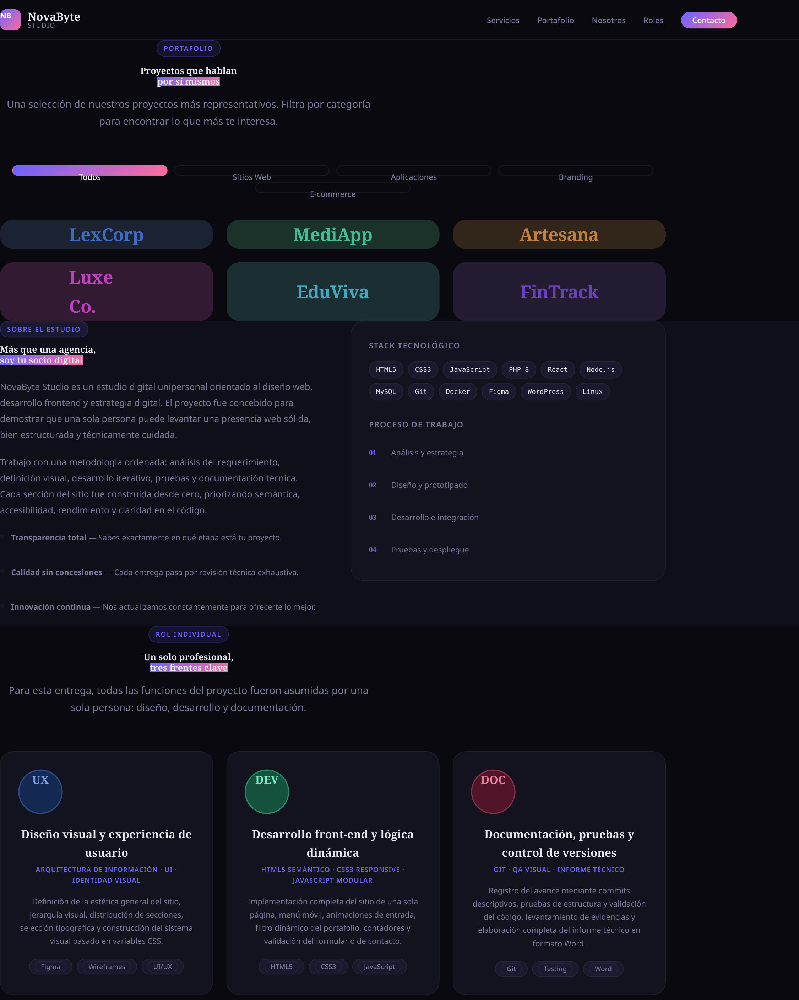 NB
NovaByte
STUDIO
Servicios
Portafolio
Nosotros
Roles
Contacto
PORTAFOLIO
Proyectos que hablan
por sí mismos
Una selección de nuestros proyectos más representativos. Filtra por categoría
para encontrar lo que más te interesa.
Todos
Sitios Web
Aplicaciones
Branding
E-commerce
LexCorp
MediApp
Artesana
Luxe
Co.
EduViva
FinTrack
SOBRE EL ESTUDIO
Más que una agencia,
soy tu socio digital
NovaByte Studio es un estudio digital unipersonal orientado al diseño web,
desarrollo frontend y estrategia digital. El proyecto fue concebido para
demostrar que una sola persona puede levantar una presencia web sólida,
bien estructurada y técnicamente cuidada.
Trabajo con una metodología ordenada: análisis del requerimiento,
definición visual, desarrollo iterativo, pruebas y documentación técnica.
Cada sección del sitio fue construida desde cero, priorizando semántica,
accesibilidad, rendimiento y claridad en el código.
Transparencia total — Sabes exactamente en qué etapa está tu proyecto.
Calidad sin concesiones — Cada entrega pasa por revisión técnica exhaustiva.
Innovación continua — Nos actualizamos constantemente para ofrecerte lo mejor.
STACK TECNOLÓGICO
HTML5
CSS3
JavaScript
PHP 8
React
Node.js
MySQL
Git
Docker
Figma
WordPress
Linux
PROCESO DE TRABAJO
01 Análisis y estrategia
02 Diseño y prototipado
03 Desarrollo e integración
04 Pruebas y despliegue
ROL INDIVIDUAL
Un solo profesional,
tres frentes clave
Para esta entrega, todas las funciones del proyecto fueron asumidas por una
sola persona: diseño, desarrollo y documentación.
UX
Diseño visual y experiencia de
usuario
ARQUITECTURA DE INFORMACIÓN · UI ·
IDENTIDAD VISUAL
Definición de la estética general del sitio,
jerarquía visual, distribución de secciones,
selección tipográfica y construcción del sistema
visual basado en variables CSS.
Figma
Wireframes
UI/UX
DEV
Desarrollo front-end y lógica
dinámica
HTML5 SEMÁNTICO · CSS3 RESPONSIVE ·
JAVASCRIPT MODULAR
Implementación completa del sitio de una sola
página, menú móvil, animaciones de entrada,
filtro dinámico del portafolio, contadores y
validación del formulario de contacto.
HTML5
CSS3
JavaScript
DOC
Documentación, pruebas y
control de versiones
GIT · QA VISUAL · INFORME TÉCNICO
Registro del avance mediante commits
descriptivos, pruebas de estructura y validación
del código, levantamiento de evidencias y
elaboración completa del informe técnico en
formato Word.
Git
Testing
Word